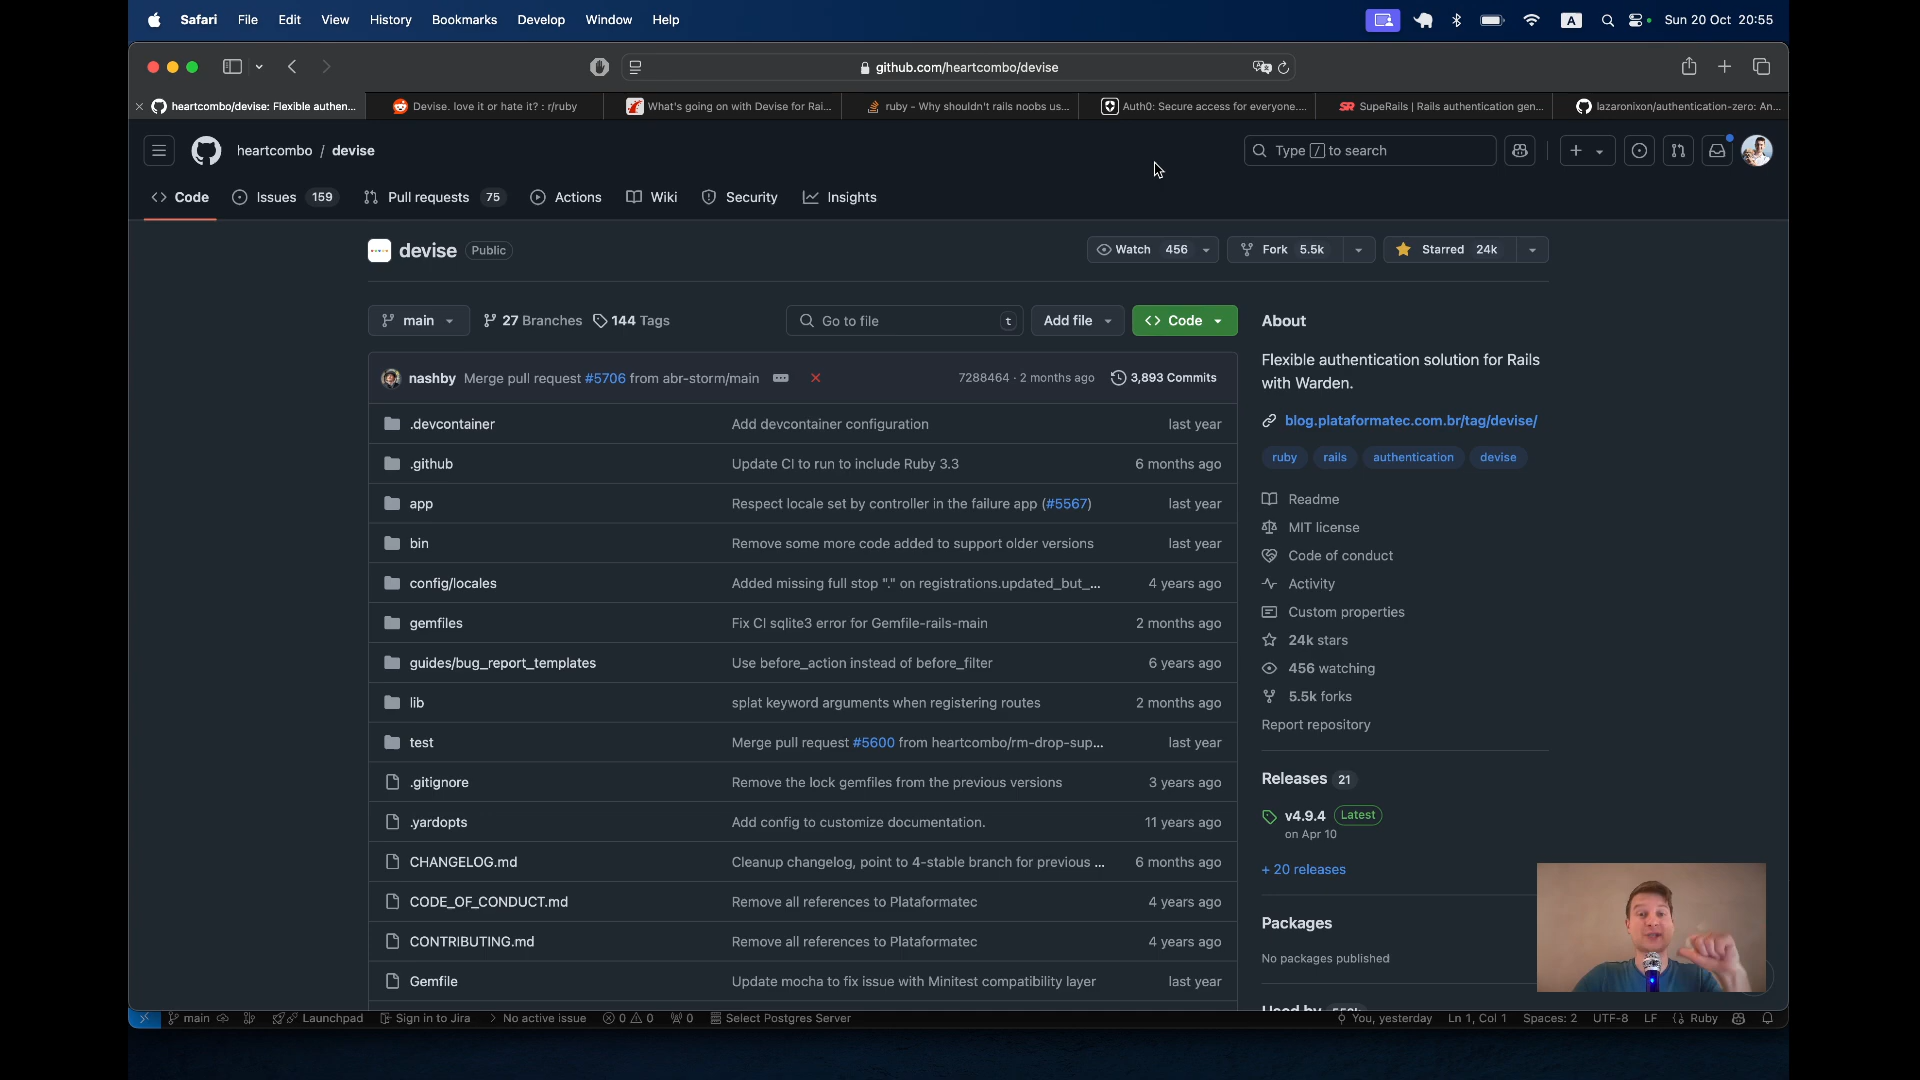 Safari File Edit View History Bookmarks Develop Window Help A Sun 20 Oct 20:55
github.com/heartcombo/devise
heartcombo/devise: Flexible authen... Devise. love it or hate it? : r/ruby What's going on with Devise for Rai... ruby - Why shouldn't rails noobs us... Auth0: Secure access for everyone.... SR SupeRails | Rails authentication gen... lazaronixon/authentication-zero: An...
heartcombo / devise Type / to search
Code Issues 159 Pull requests 75 Actions Wiki Security Insights
devise Public Watch 456 Fork 5.5k Starred 24k
main 27 Branches 144 Tags Go to file t Add file Code
nashby Merge pull request #5706 from abr-storm/main 7288464 · 2 months ago 3,893 Commits
.devcontainer Add devcontainer configuration last year
.github Update CI to run to include Ruby 3.3 6 months ago
app Respect locale set by controller in the failure app (#5567) last year
bin Remove some more code added to support older versions last year
config/locales Added missing full stop "." on registrations.updated_but_... 4 years ago
gemfiles Fix CI sqlite3 error for Gemfile-rails-main 2 months ago
guides/bug_report_templates Use before_action instead of before_filter 6 years ago
lib splat keyword arguments when registering routes 2 months ago
test Merge pull request #5600 from heartcombo/rm-drop-sup... last year
.gitignore Remove the lock gemfiles from the previous versions 3 years ago
.yardopts Add config to customize documentation. 11 years ago
CHANGELOG.md Cleanup changelog, point to 4-stable branch for previous ... 6 months ago
CODE_OF_CONDUCT.md Remove all references to Plataformatec 4 years ago
CONTRIBUTING.md Remove all references to Plataformatec 4 years ago
Gemfile Update mocha to fix issue with Minitest compatibility layer last year
About
Flexible authentication solution for Rails
with Warden.
blog.plataformatec.com.br/tag/devise/
ruby rails authentication devise
Readme
MIT license
Code of conduct
Activity
Custom properties
24k stars
456 watching
5.5k forks
Report repository
Releases 21
v4.9.4 Latest
on Apr 10
+ 20 releases
Packages
No packages published
main Launchpad Sign in to Jira No active issue 0 0 0 Select Postgres Server You, yesterday Ln 1, Col 1 Spaces: 2 UTF-8 LF Ruby